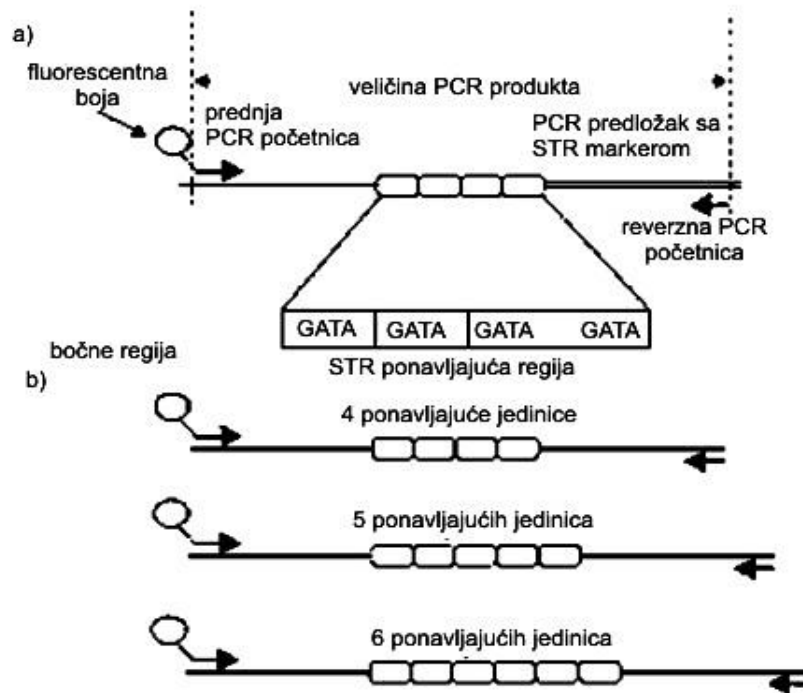 a)
fluorescentna
boja
veličina PCR produkta
prednja
PCR početnica
PCR predložak sa
STR markerom
reverzna PCR
početnica
GATA GATA GATA GATA
bočne regija
STR ponavljajuća regija
b)
4 ponavljajuće jedinice
5 ponavljajućih jedinica
6 ponavljajućih jedinica